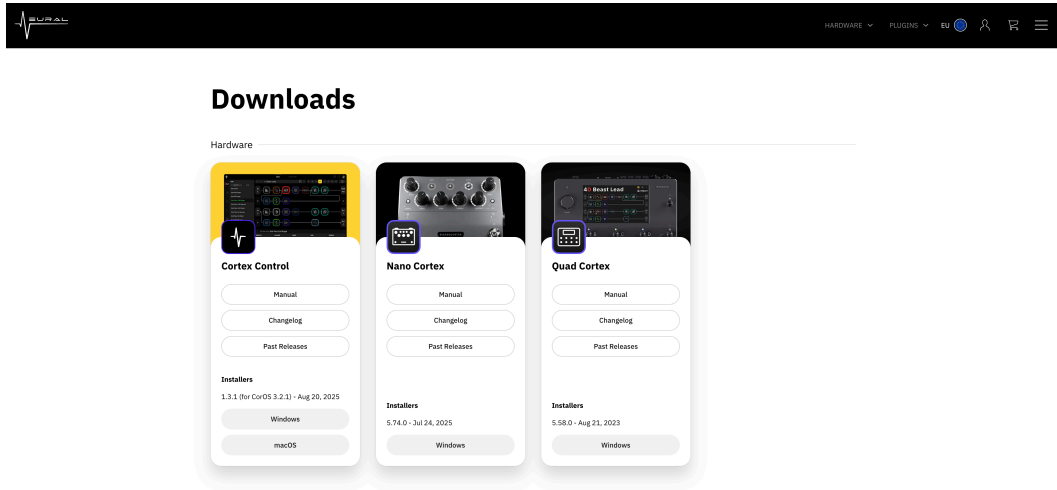 NEURAL
HARDWARE
PLUGINS
EU
Downloads
Hardware
4D Beast Lead
Cortex Control
Manual
Changelog
Past Releases
Installers
1.3.1 (for CorOS 3.2.1) - Aug 20, 2025
Windows
macOS
Nano Cortex
Manual
Changelog
Past Releases
Installers
5.74.0 - Jul 24, 2025
Windows
Quad Cortex
Manual
Changelog
Past Releases
Installers
5.58.0 - Aug 21, 2023
Windows